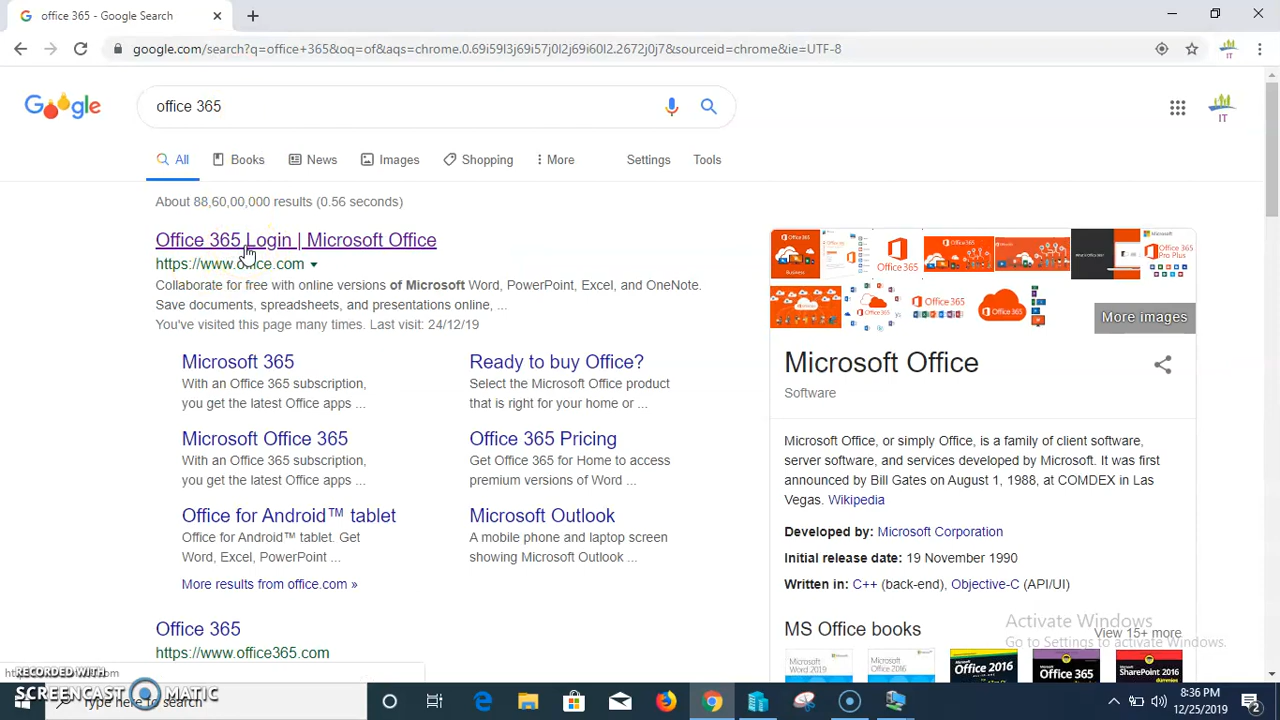 office 365 - Google Search
google.com/search?q=office+365&oq=of&aqs=chrome.0.69i59l3j69i57j0l2j69i60l2.2672j0j7&sourceid=chrome&ie=UTF-8
Google
office 365
IT
All
Books
News
Images
Shopping
More
Settings
Tools
About 88,60,00,000 results (0.56 seconds)
Office 365 Login | Microsoft Office
https://www.office.com
Collaborate for free with online versions of Microsoft Word, PowerPoint, Excel, and OneNote.
Save documents, spreadsheets, and presentations online, ...
You've visited this page many times. Last visit: 24/12/19
Microsoft 365
With an Office 365 subscription,
you get the latest Office apps ...
Ready to buy Office?
Select the Microsoft Office product
that is right for your home or ...
Microsoft Office 365
With an Office 365 subscription,
you get the latest Office apps ...
Office 365 Pricing
Get Office 365 for Home to access
premium versions of Word ...
Office for Android™ tablet
Office for Android™ tablet. Get
Word, Excel, PowerPoint ...
Microsoft Outlook
A mobile phone and laptop screen
showing Microsoft Outlook ...
More results from office.com »
Office 365
https://www.office365.com
More images
Microsoft Office
Software
Microsoft Office, or simply Office, is a family of client software,
server software, and services developed by Microsoft. It was first
announced by Bill Gates on August 1, 1988, at COMDEX in Las
Vegas. Wikipedia
Developed by: Microsoft Corporation
Initial release date: 19 November 1990
Written in: C++ (back-end), Objective-C (API/UI)
MS Office books
View 15+ more
Activate Windows
Go to Settings to activate Windows.
Word 2019
Office 2016
Office 365
SharePoint 2016
RECORDED WITH
SCREENCAST MATIC
Type here to search
8:36 PM
12/25/2019
2